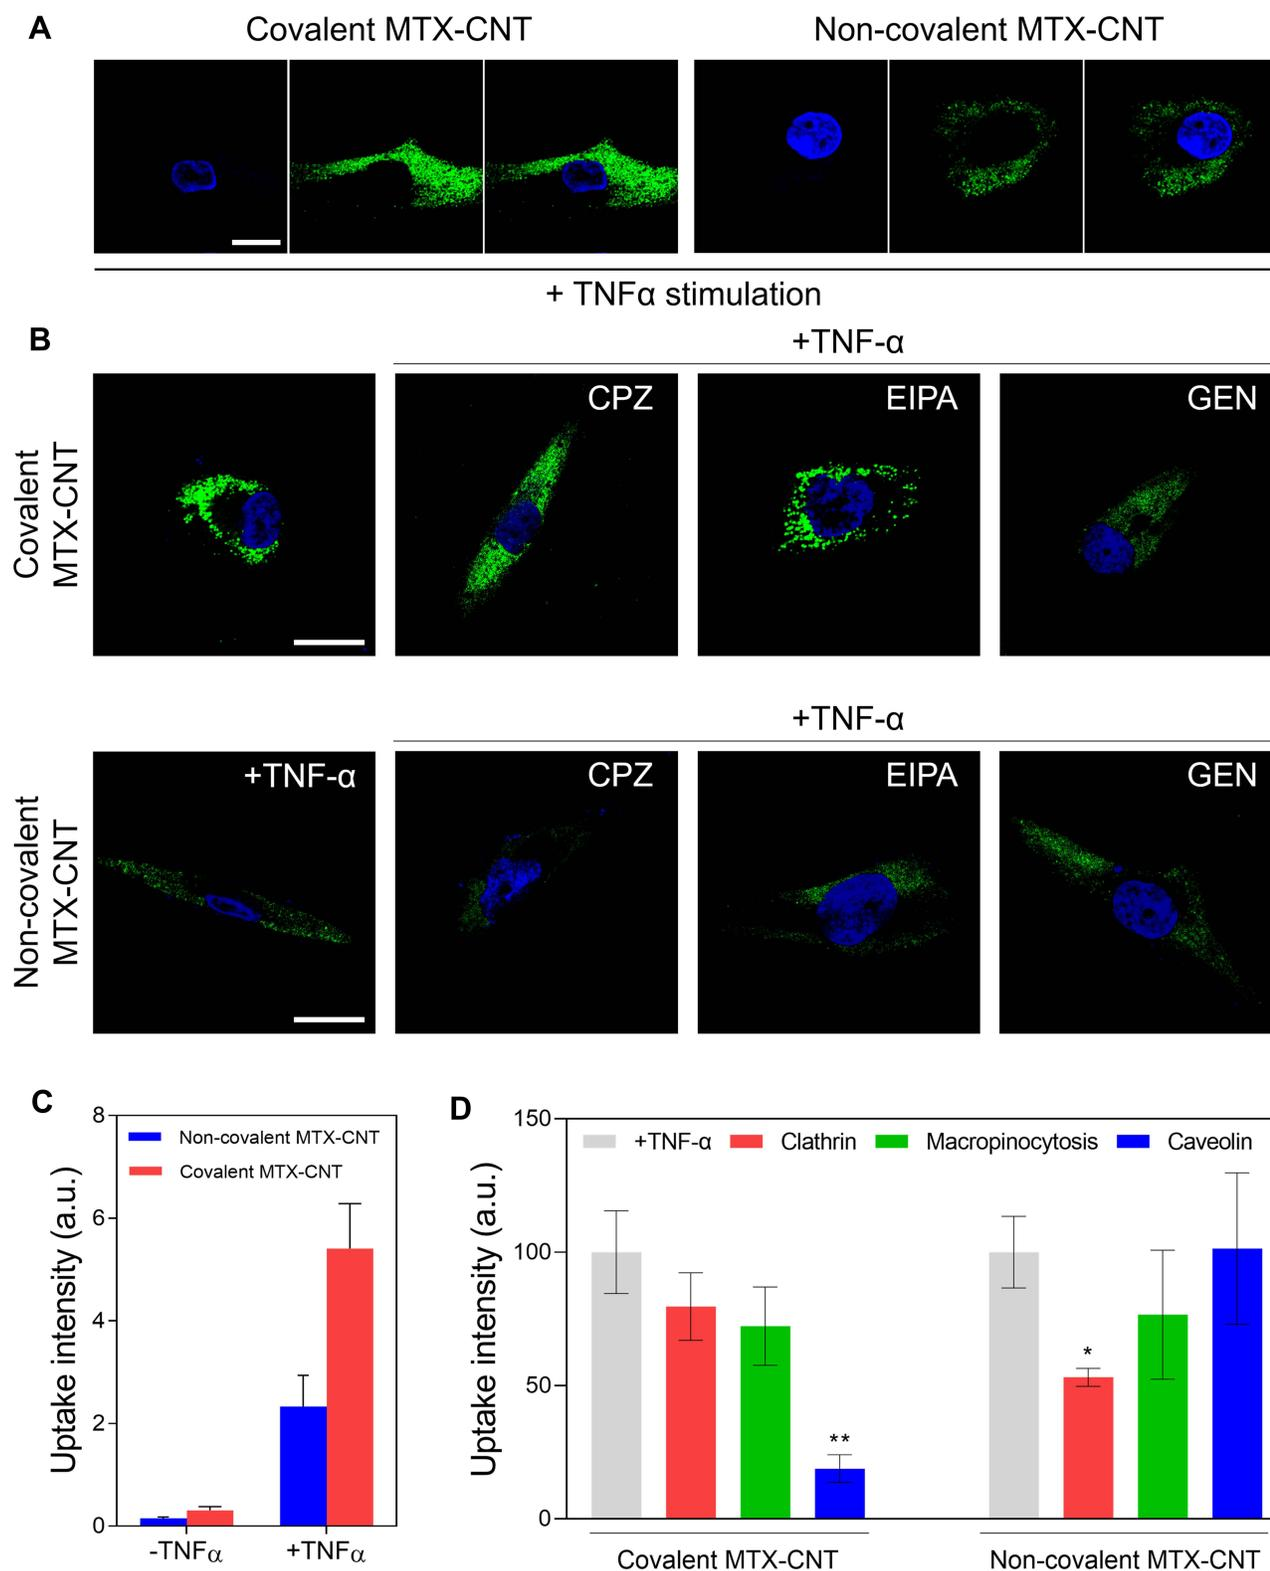 A
Covalent MTX-CNT
Non-covalent MTX-CNT
+ TNFα stimulation
B
+TNF-α
Covalent
MTX-CNT
CPZ
EIPA
GEN
+TNF-α
Non-covalent
MTX-CNT
+TNF-α
CPZ
EIPA
GEN
C
Uptake intensity (a.u.)
8
6
4
2
0
Non-covalent MTX-CNT
Covalent MTX-CNT
-TNFα
+TNFα
D
Uptake intensity (a.u.)
150
100
50
0
+TNF-α
Clathrin
Macropinocytosis
Caveolin
**
*
Covalent MTX-CNT
Non-covalent MTX-CNT